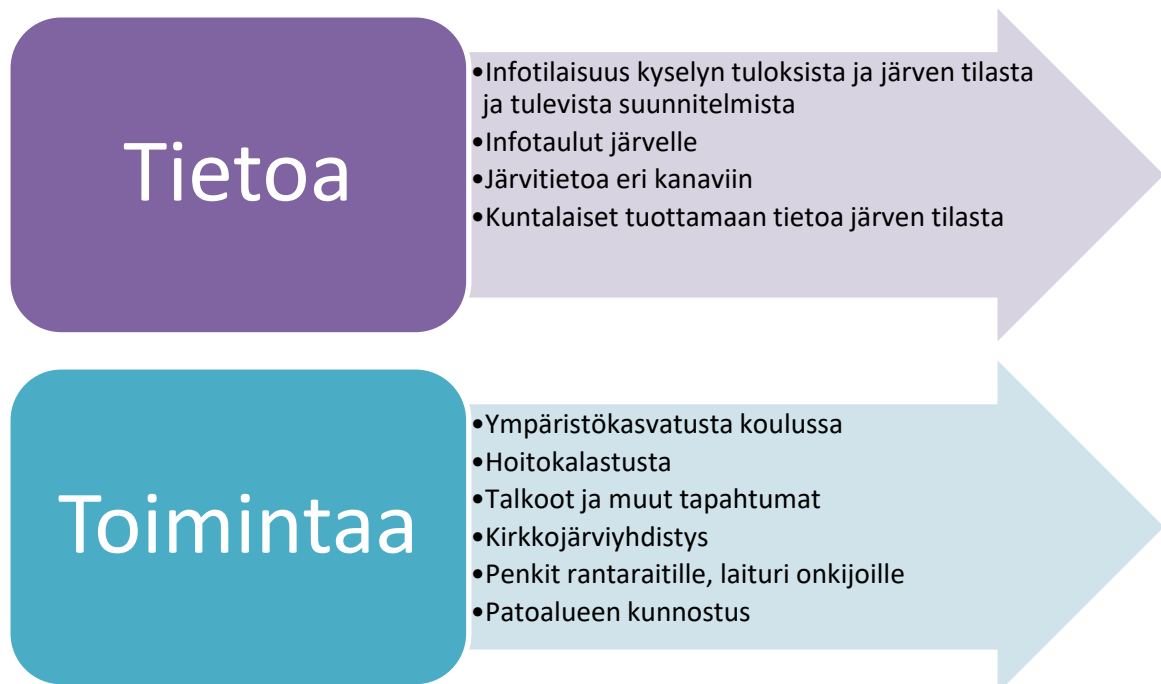 Tietoa
•Infotilaisuus kyselyn tuloksista ja järven tilasta
ja tulevista suunnitelmista
•Infotaulut järvelle
•Järvitietoa eri kanaviin
•Kuntalaiset tuottamaan tietoa järven tilasta
Toimintaa
•Ympäristökasvatusta koulussa
•Hoitokalastusta
•Talkoot ja muut tapahtumat
•Kirkkojärviyhdistys
•Penkit rantaraitille, laituri onkijoille
•Patoalueen kunnostus